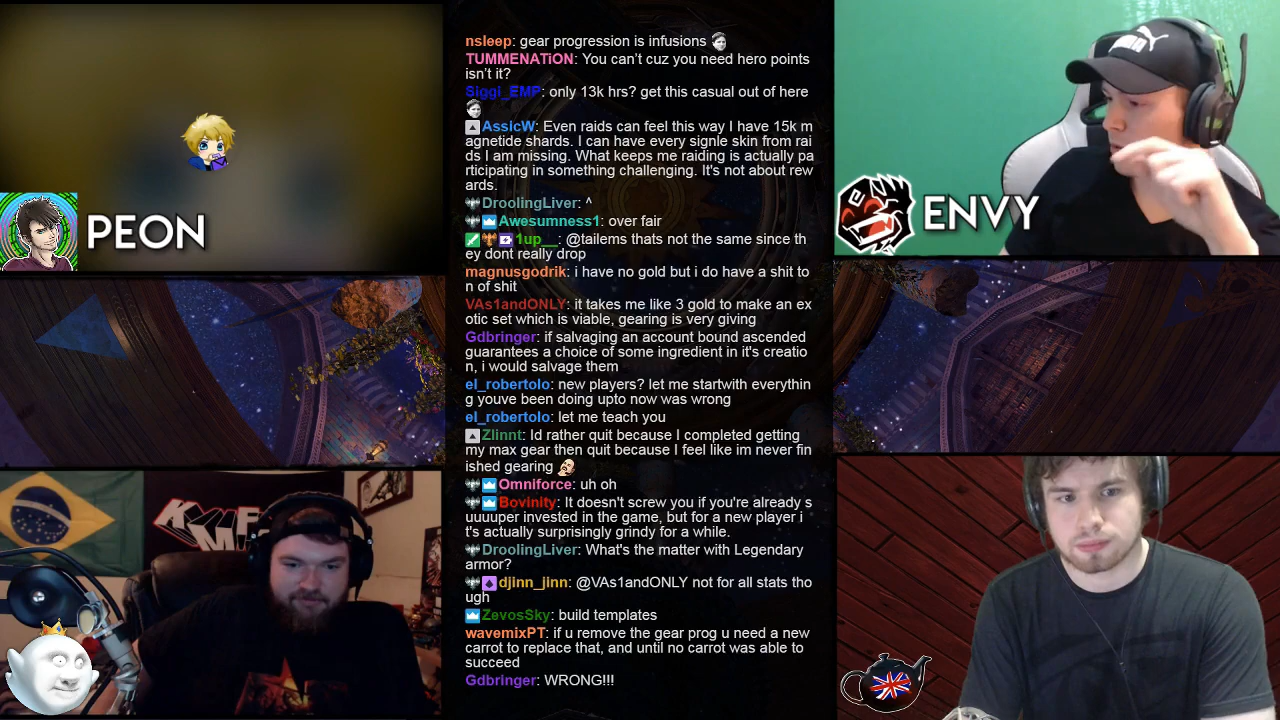 PEON
nsleep: gear progression is infusions
TUMMENATiON: You can't cuz you need hero points
isn't it?
Siggi_EMP: only 13k hrs? get this casual out of here
AssicW: Even raids can feel this way I have 15k m
agnetide shards. I can have every signle skin from rai
ds I am missing. What keeps me raiding is actually pa
rticipating in something challenging. It's not about rew
ards.
DroolingLiver: ^
Awesumness1: over fair
1up__: @tailems thats not the same since th
ey dont really drop
magnusgodrik: i have no gold but i do have a shit to
n of shit
VAs1andONLY: it takes me like 3 gold to make an ex
otic set which is viable, gearing is very giving
Gdbringer: if salvaging an account bound ascended
guarantees a choice of some ingredient in it's creatio
n, i would salvage them
el_robertolo: new players? let me startwith everythin
g youve been doing upto now was wrong
el_robertolo: let me teach you
Zlinnt: Id rather quit because I completed getting
my max gear then quit because I feel like im never fin
ished gearing
Omniforce: uh oh
Bovinity: It doesn't screw you if you're already s
uuuuper invested in the game, but for a new player i
t's actually surprisingly grindy for a while.
DroolingLiver: What's the matter with Legendary
armor?
djinn_jinn: @VAs1andONLY not for all stats tho
ugh
ZevosSky: build templates
wavemixPT: if u remove the gear prog u need a new
carrot to replace that, and until no carrot was able to
succeed
Gdbringer: WRONG!!!
ENVY